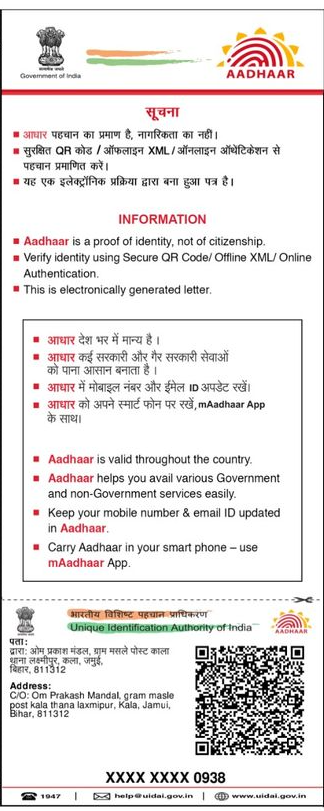 Government of India
AADHAAR
सूचना
आधार पहचान का प्रमाण है, नागरिकता का नहीं।
सुरक्षित QR कोड / ऑफलाइन XML / ऑनलाइन ऑथेंटिकेशन से
पहचान प्रमाणित करें।
यह एक इलेक्ट्रॉनिक प्रक्रिया द्वारा बना हुआ पत्र है।
INFORMATION
Aadhaar is a proof of identity, not of citizenship.
Verify identity using Secure QR Code/ Offline XML/ Online
Authentication.
This is electronically generated letter.
आधार देश भर में मान्य है ।
आधार कई सरकारी और गैर सरकारी सेवाओं
को पाना आसान बनाता है ।
आधार में मोबाइल नंबर और ईमेल ID अपडेट रखें।
आधार को अपने स्मार्ट फोन पर रखें, mAadhaar App
के साथ।
Aadhaar is valid throughout the country.
Aadhaar helps you avail various Government
and non-Government services easily.
Keep your mobile number & email ID updated
in Aadhaar.
Carry Aadhaar in your smart phone – use
mAadhaar App.
भारतीय विशिष्ट पहचान प्राधिकरण
Unique Identification Authority of India
AADHAAR
पता:
द्वारा: ओम प्रकाश मंडल, ग्राम मसले पोस्ट काला
थाना लक्ष्मीपुर, कला, जमुई,
बिहार, 811312
Address:
C/O: Om Prakash Mandal, gram masle
post kala thana laxmipur, Kala, Jamui,
Bihar, 811312
XXXX XXXX 0938
1947 | help@uidai.gov.in | www.uidai.gov.in